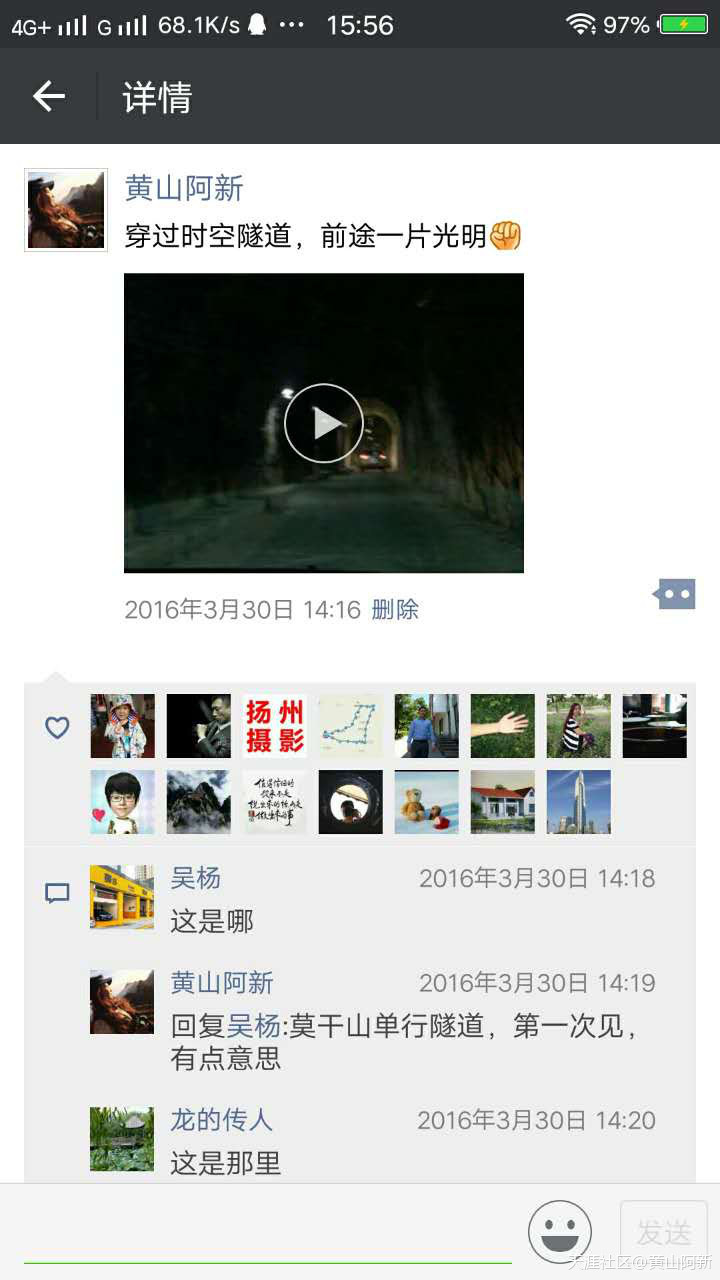 4G+ G 68.1K/s 15:56 97%
详情
黄山阿新
穿过时空隧道，前途一片光明
2016年3月30日 14:16 删除
扬州
摄影
吴杨 2016年3月30日 14:18
这是哪
黄山阿新 2016年3月30日 14:19
回复吴杨:莫干山单行隧道，第一次见，
有点意思
龙的传人 2016年3月30日 14:20
这是那里
发送
天涯社区@黄山阿新